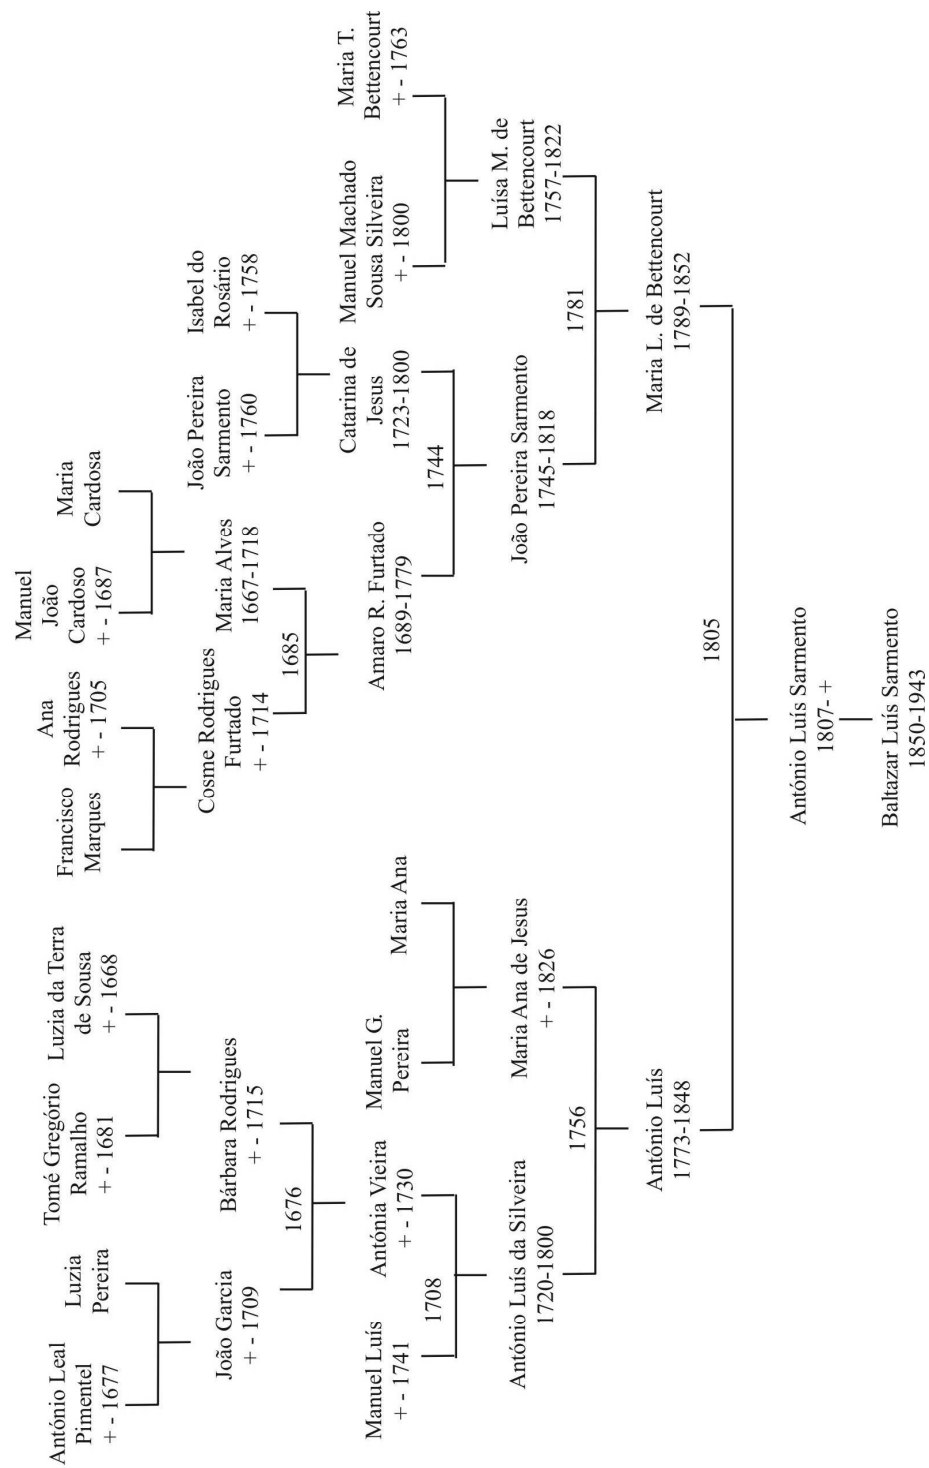 António Leal
Pimentel
+ - 1677
Luzia
Pereira
Tomé Gregório
Ramalho
+ - 1681
Luzia da Terra
de Sousa
+ - 1668
Francisco
Marques
Ana
Rodrigues
+ - 1705
Manuel
João
Cardoso
+ - 1687
Maria
Cardosa
João Garcia
+ - 1709
Bárbara Rodrigues
+ - 1715
Cosme Rodrigues
Furtado
+ - 1714
Maria Alves
1667-1718
João Pereira
Sarmento
+ - 1760
Isabel do
Rosário
+ - 1758
1676
1685
Manuel Luís
+ - 1741
Antónia Vieira
+ - 1730
Manuel G.
Pereira
Maria Ana
Amaro R. Furtado
1689-1779
Catarina de
Jesus
1723-1800
Manuel Machado
Sousa Silveira
+ - 1800
Maria T.
Bettencourt
+ - 1763
1708
1744
António Luís da Silveira
1720-1800
Maria Ana de Jesus
+ - 1826
João Pereira Sarmento
1745-1818
Luísa M. de
Bettencourt
1757-1822
1756
1781
António Luís
1773-1848
Maria L. de Bettencourt
1789-1852
1805
António Luís Sarmento
1807- +
Baltazar Luís Sarmento
1850-1943